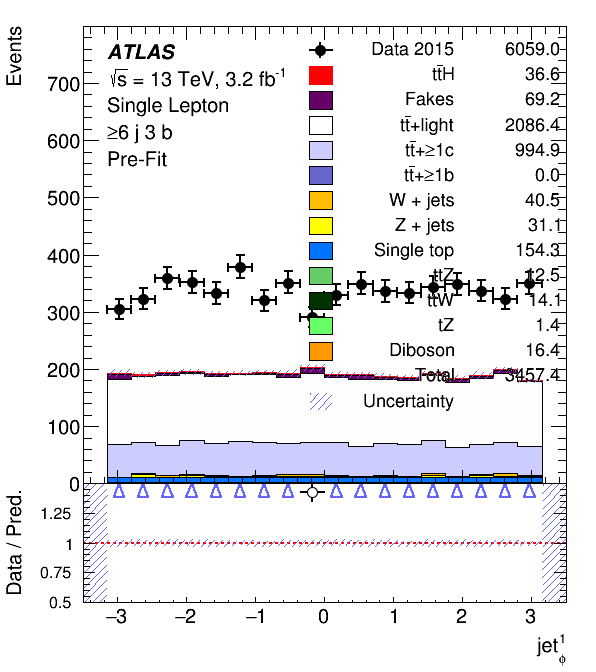 Events
ATLAS
√s = 13 TeV, 3.2 fb⁻¹
Single Lepton
≥6 j 3 b
Pre-Fit
Data 2015 6059.0
tt̄H 36.6
Fakes 69.2
tt̄+light 2086.4
tt̄+≥1c 994.9
tt̄+≥1b 0.0
W + jets 40.5
Z + jets 31.1
Single top 154.3
tt̄Z 12.5
tt̄W 14.1
tZ 1.4
Diboson 16.4
Total 3457.4
Uncertainty
700
600
500
400
300
200
100
0
Data / Pred.
1.25
1
0.75
0.5
−3 −2 −1 0 1 2 3
jet¹_ϕ